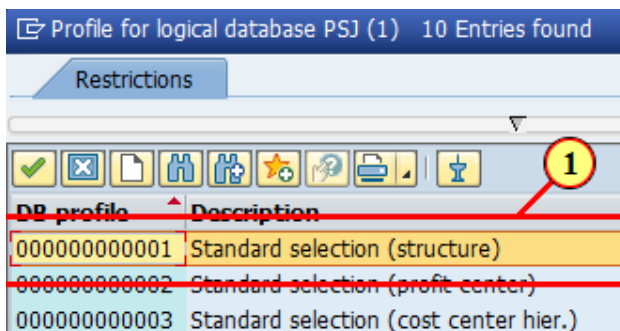 Profile for logical database PSJ (1) 10 Entries found
Restrictions
1
DB profile Description
000000000001 Standard selection (structure)
000000000002 Standard selection (profit center)
000000000003 Standard selection (cost center hier.)